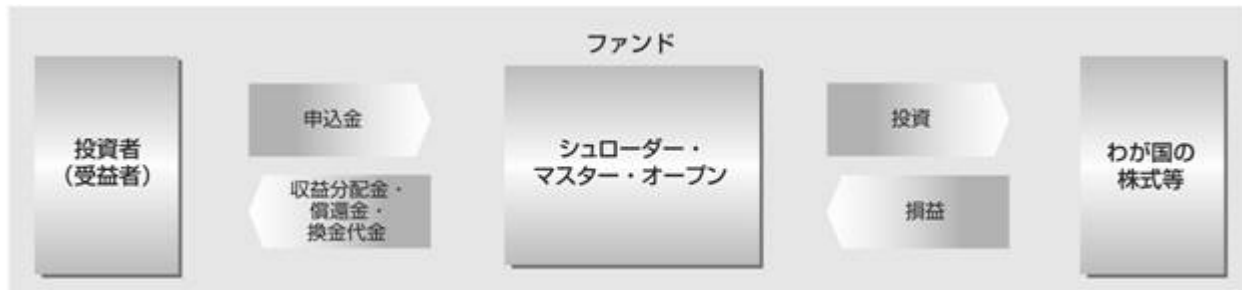 ファンド
投資者
（受益者）
申込金
収益分配金・
償還金・
換金代金
シュローダー・
マスター・オープン
投資
損益
わが国の
株式等